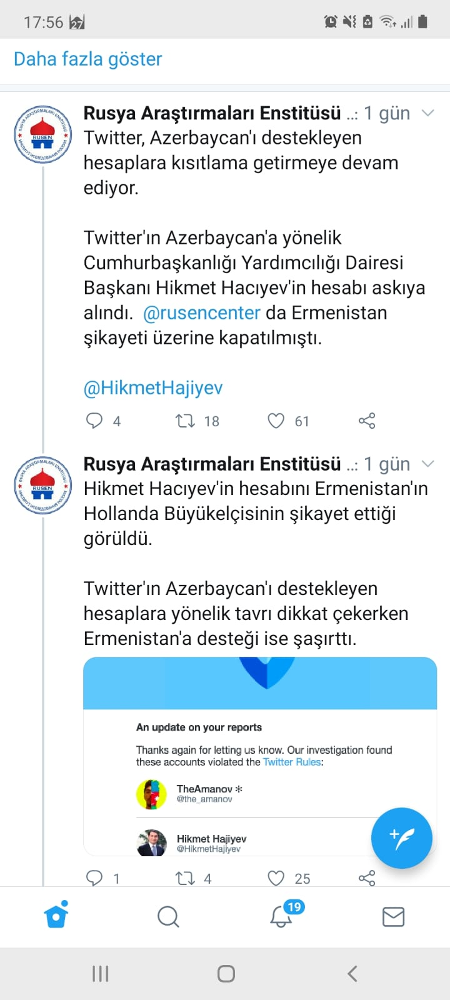 17:56 27
Daha fazla göster
Rusya Araştırmaları Enstitüsü ..: 1 gün
RUSEN
Twitter, Azerbaycan'ı destekleyen
hesaplara kısıtlama getirmeye devam
ediyor.
Twitter'ın Azerbaycan'a yönelik
Cumhurbaşkanlığı Yardımcılığı Dairesi
Başkanı Hikmet Hacıyev'in hesabı askıya
alındı. @rusencenter da Ermenistan
şikayeti üzerine kapatılmıştı.
@HikmetHajiyev
4 18 61
Rusya Araştırmaları Enstitüsü ..: 1 gün
RUSEN
Hikmet Hacıyev'in hesabını Ermenistan'ın
Hollanda Büyükelçisinin şikayet ettiği
görüldü.
Twitter'ın Azerbaycan'ı destekleyen
hesaplara yönelik tavrı dikkat çekerken
Ermenistan'a desteği ise şaşırttı.
An update on your reports
Thanks again for letting us know. Our investigation found
these accounts violated the Twitter Rules:
TheAmanov ✻
@the_amanov
Hikmet Hajiyev
@HikmetHajiyev
1 4 25
19